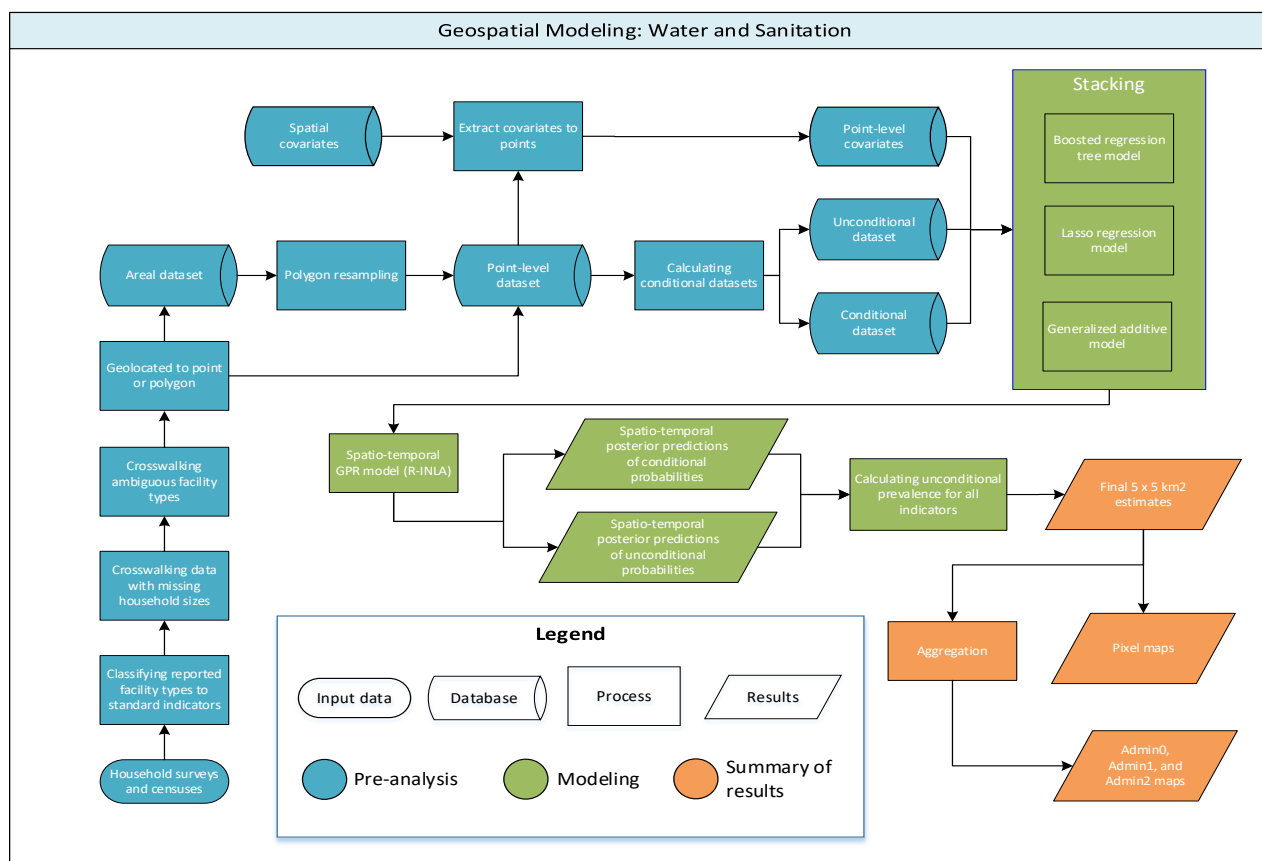 Geospatial Modeling: Water and Sanitation
Spatial
covariates
Extract covariates to
points
Point-level
covariates
Stacking
Boosted regression
tree model
Lasso regression
model
Generalized additive
model
Unconditional
dataset
Areal dataset
Polygon resampling
Point-level
dataset
Calculating
conditional datasets
Conditional
dataset
Geolocated to point
or polygon
Crosswalking
ambiguous facility
types
Crosswalking data
with missing
household sizes
Classifying reported
facility types to
standard indicators
Household surveys
and censuses
Spatio-temporal
GPR model (R-INLA)
Spatio-temporal
posterior predictions
of conditional
probabilities
Spatio-temporal
posterior predictions
of unconditional
probabilities
Calculating unconditional
prevalence for all
indicators
Final 5 x 5 km2
estimates
Aggregation
Pixel maps
Admin0,
Admin1, and
Admin2 maps
Legend
Input data
Database
Process
Results
Pre-analysis
Modeling
Summary of
results